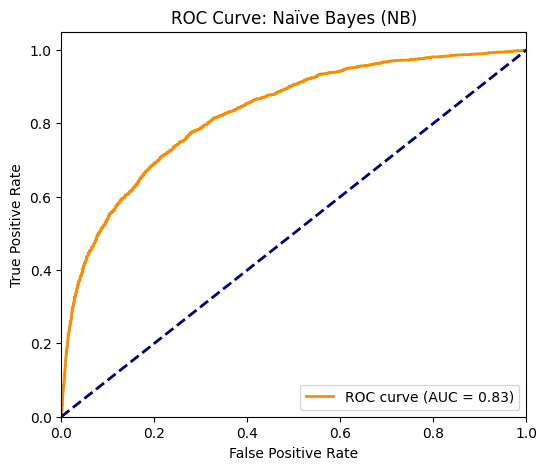 ROC Curve: Naïve Bayes (NB)
True Positive Rate
1.0
0.8
0.6
0.4
0.2
0.0
ROC curve (AUC = 0.83)
0.0 0.2 0.4 0.6 0.8 1.0
False Positive Rate